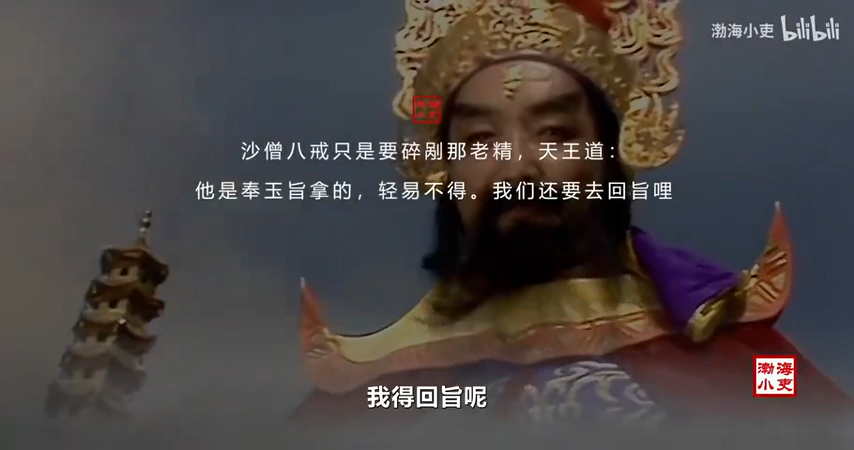 渤海小吏 bilibili
沙僧八戒只是要碎剐那老精，天王道：
他是奉玉旨拿的，轻易不得。我们还要去回旨哩
渤海
小吏
我得回旨呢